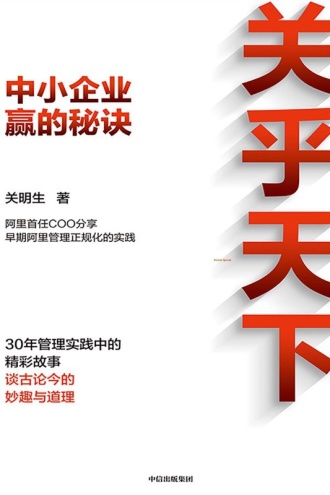 关乎天下
中小企业
赢的秘诀
关明生 著
阿里首任COO分享
早期阿里管理正规化的实践
30年管理实践中的
精彩故事
谈古论今的
妙趣与道理
中信出版集团